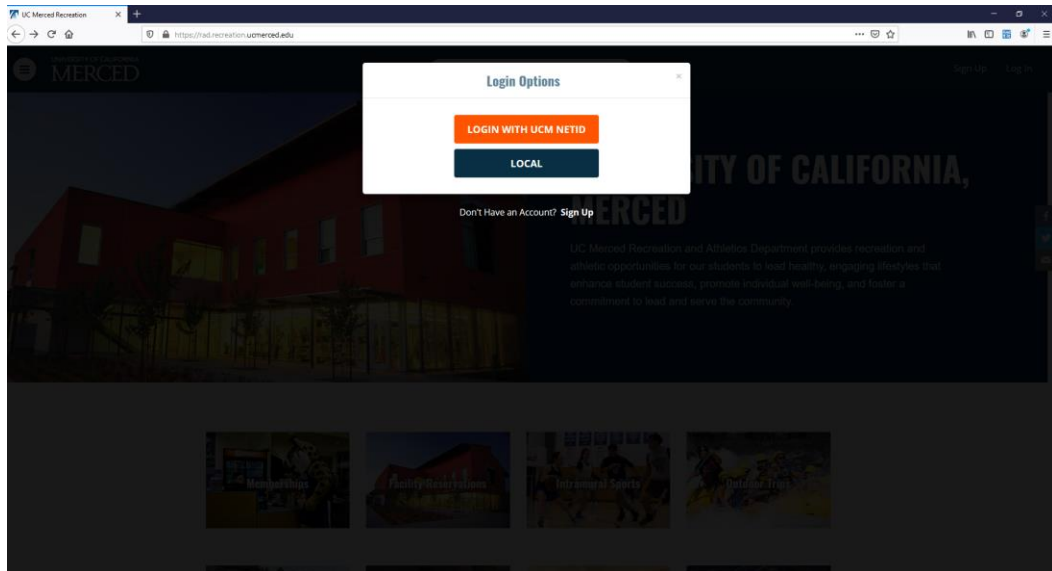 UC Merced Recreation
https://rad.recreation.ucmerced.edu
UNIVERSITY OF CALIFORNIA
MERCED
Sign Up
Log In
Login Options
LOGIN WITH UCM NETID
LOCAL
Don't Have an Account? Sign Up
ITY OF CALIFORNIA,
MERCED
UC Merced Recreation and Athletics Department provides recreation and
athletic opportunities for our students to lead healthy, engaging lifestyles that
enhance student success, promote individual well-being, and foster a
commitment to lead and serve the community.
Memberships
Facility Reservations
Intramural Sports
Outdoor Trips